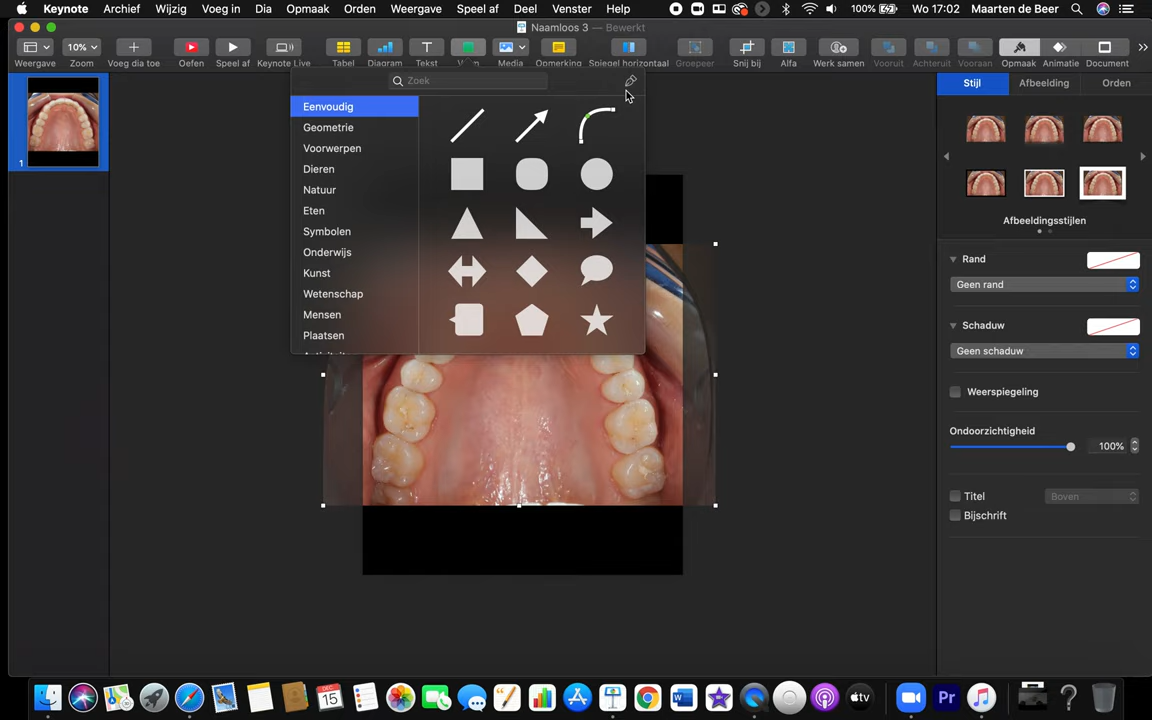 Keynote Archief Wijzig Voeg in Dia Opmaak Orden Weergave Speel af Deel Venster Help 100% Wo 17:02 Maarten de Beer
Naamloos 3 — Bewerkt
10%
Weergave Zoom Voeg dia toe Oefen Speel af Keynote Live Tabel Diagram Tekst Vorm Media Opmerking Spiegel horizontaal Groepeer Snij bij Alfa Werk samen Vooruit Achteruit Vooraan Opmaak Animatie Document
Zoek
Stijl Afbeelding Orden
1
Eenvoudig
Geometrie
Voorwerpen
Dieren
Natuur
Eten
Symbolen
Onderwijs
Kunst
Wetenschap
Mensen
Plaatsen
Afbeeldingsstijlen
Rand
Geen rand
Schaduw
Geen schaduw
Weerspiegeling
Ondoorzichtigheid
100%
Titel Boven
Bijschrift
DEC
15
W
Pr
tv